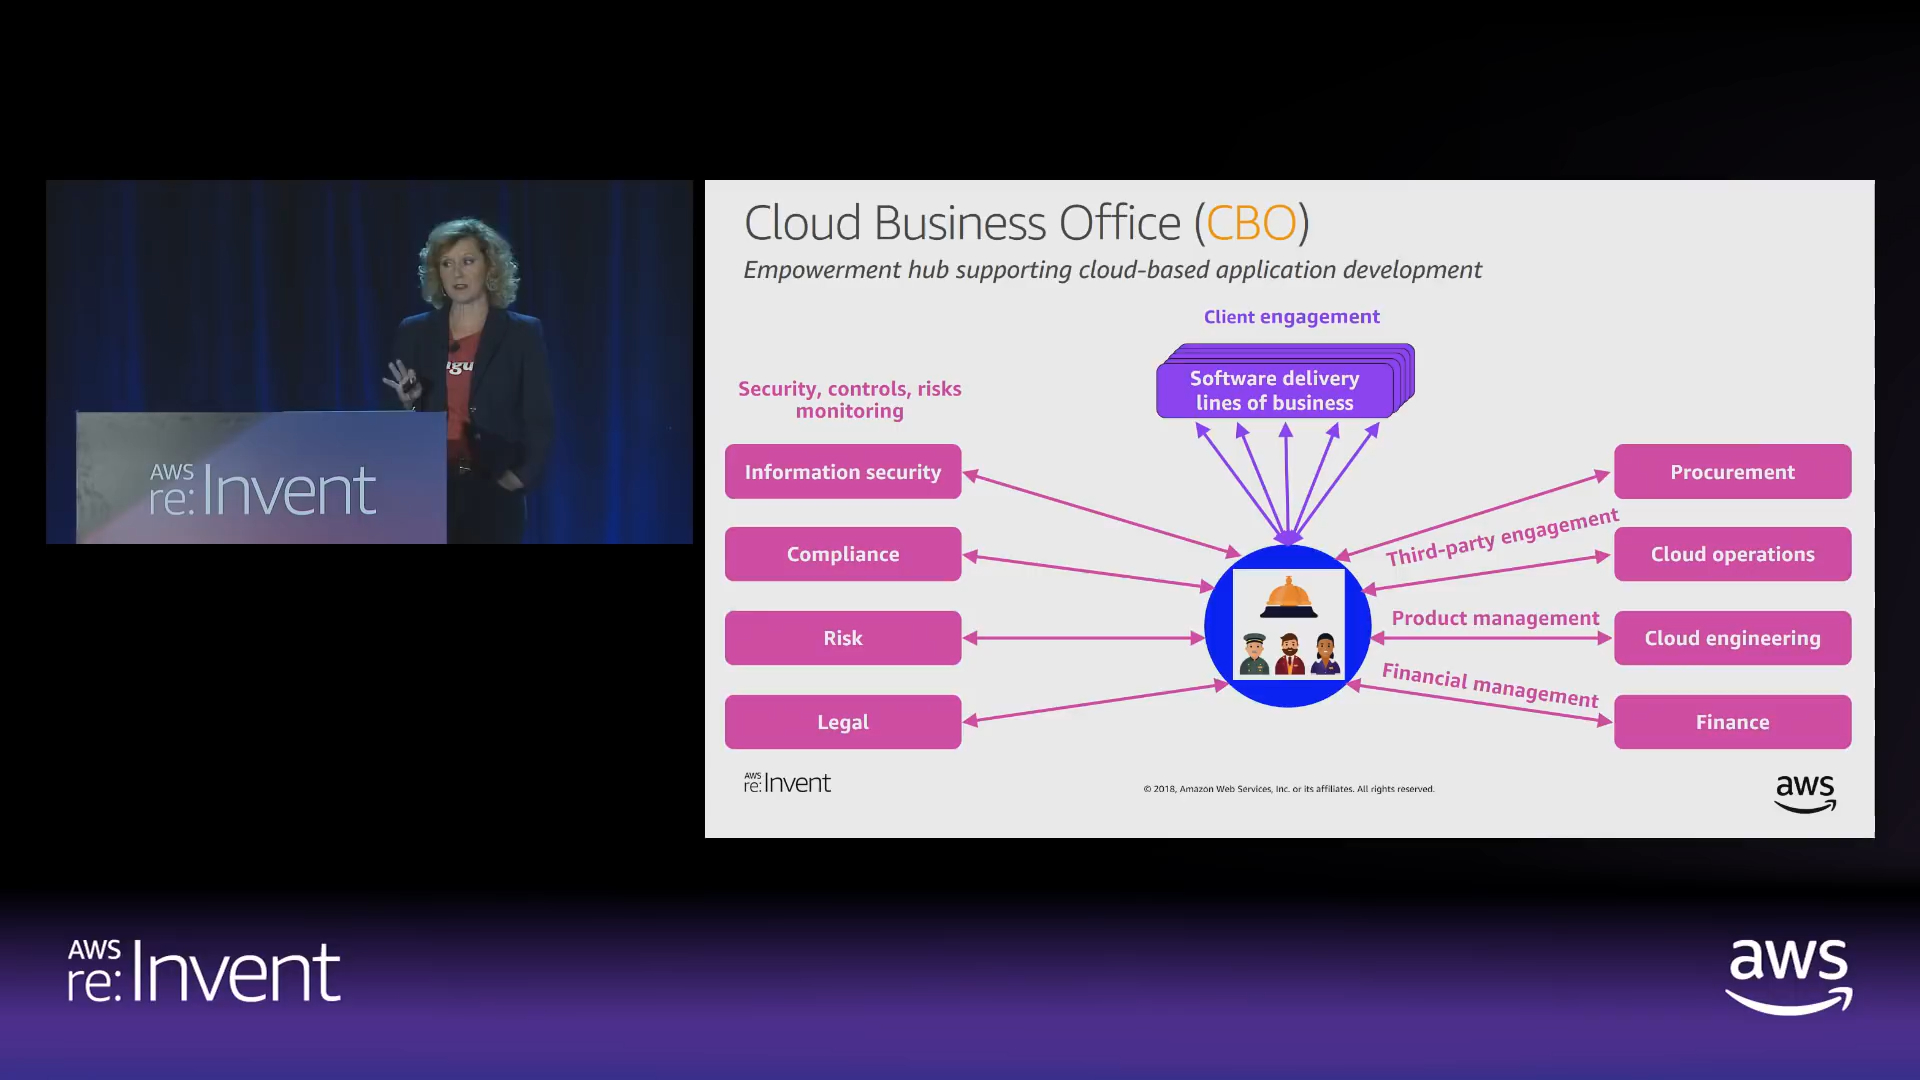 AWS
re:Invent
Cloud Business Office (CBO)
Empowerment hub supporting cloud-based application development
Client engagement
Software delivery
lines of business
Security, controls, risks
monitoring
Information security
Compliance
Risk
Legal
Procurement
Third-party engagement
Cloud operations
Product management
Cloud engineering
Financial management
Finance
AWS
re:Invent
© 2018, Amazon Web Services, Inc. or its affiliates. All rights reserved.
aws
AWS
re:Invent
aws